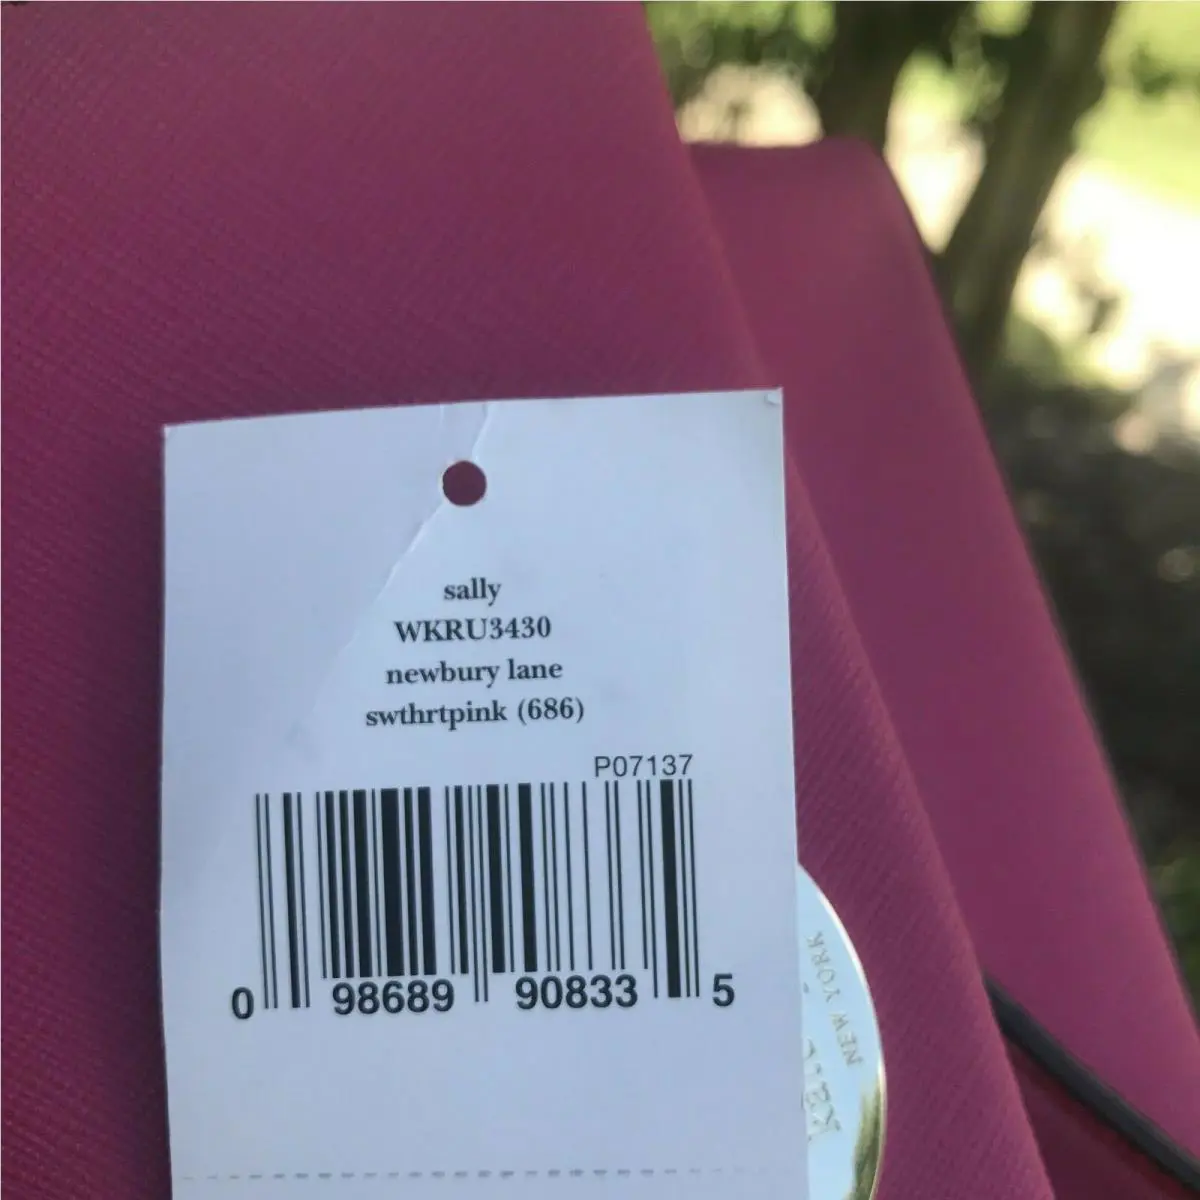 sally
WKRU3430
newbury lane
swthrtpink (686)
P07137
0 98689 90833 5
NEW YORK